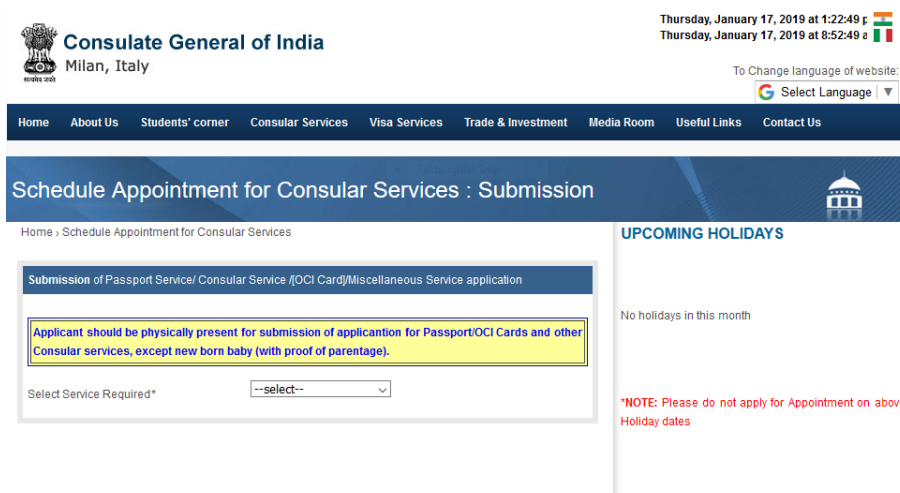 Thursday, January 17, 2019 at 1:22:49 p
Thursday, January 17, 2019 at 8:52:49 a
Consulate General of India
Milan, Italy
सत्यमेव जयते
To Change language of website:
Select Language ▼
Home About Us Students' corner Consular Services Visa Services Trade & Investment Media Room Useful Links Contact Us
Schedule Appointment for Consular Services : Submission
Home › Schedule Appointment for Consular Services
UPCOMING HOLIDAYS
Submission of Passport Service/ Consular Service /[OCI Card]/Miscellaneous Service application
No holidays in this month
Applicant should be physically present for submission of applicantion for Passport/OCI Cards and other
Consular services, except new born baby (with proof of parentage).
Select Service Required* --select--
*NOTE: Please do not apply for Appointment on abov
Holiday dates